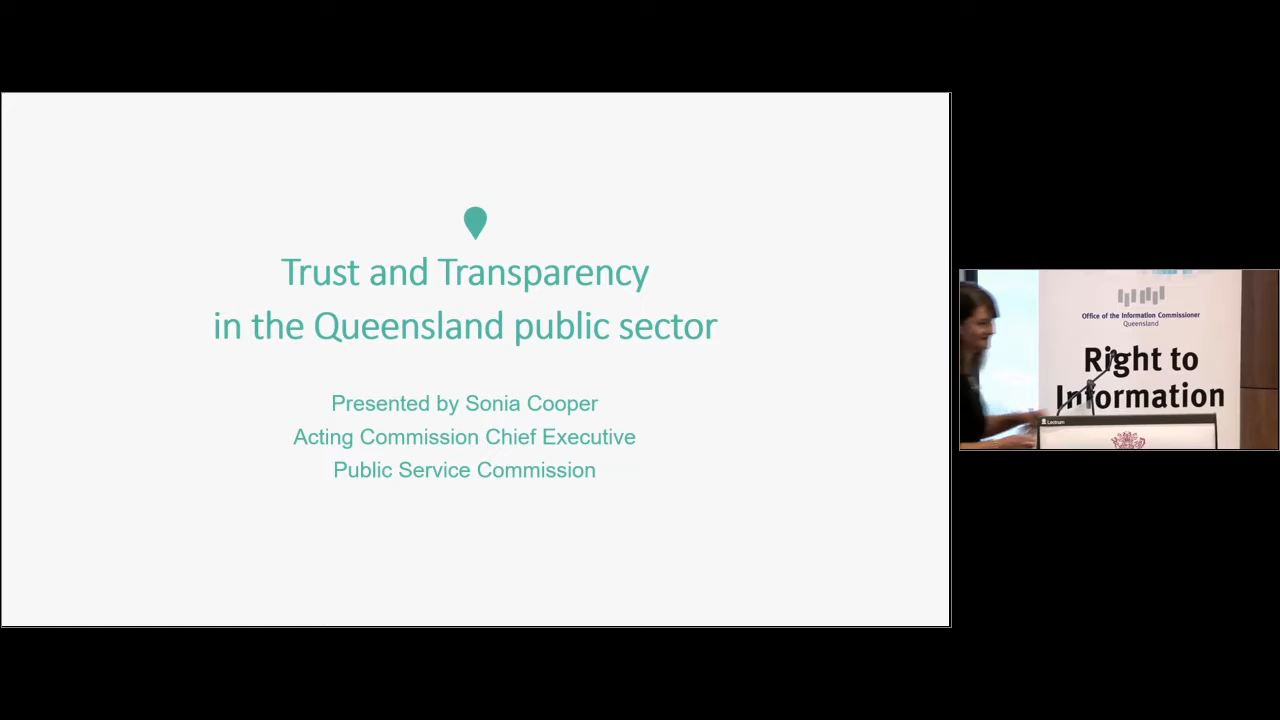 Trust and Transparency
in the Queensland public sector
Presented by Sonia Cooper
Acting Commission Chief Executive
Public Service Commission
Office of the Information Commissioner
Queensland
Right to
Information
Lectrum